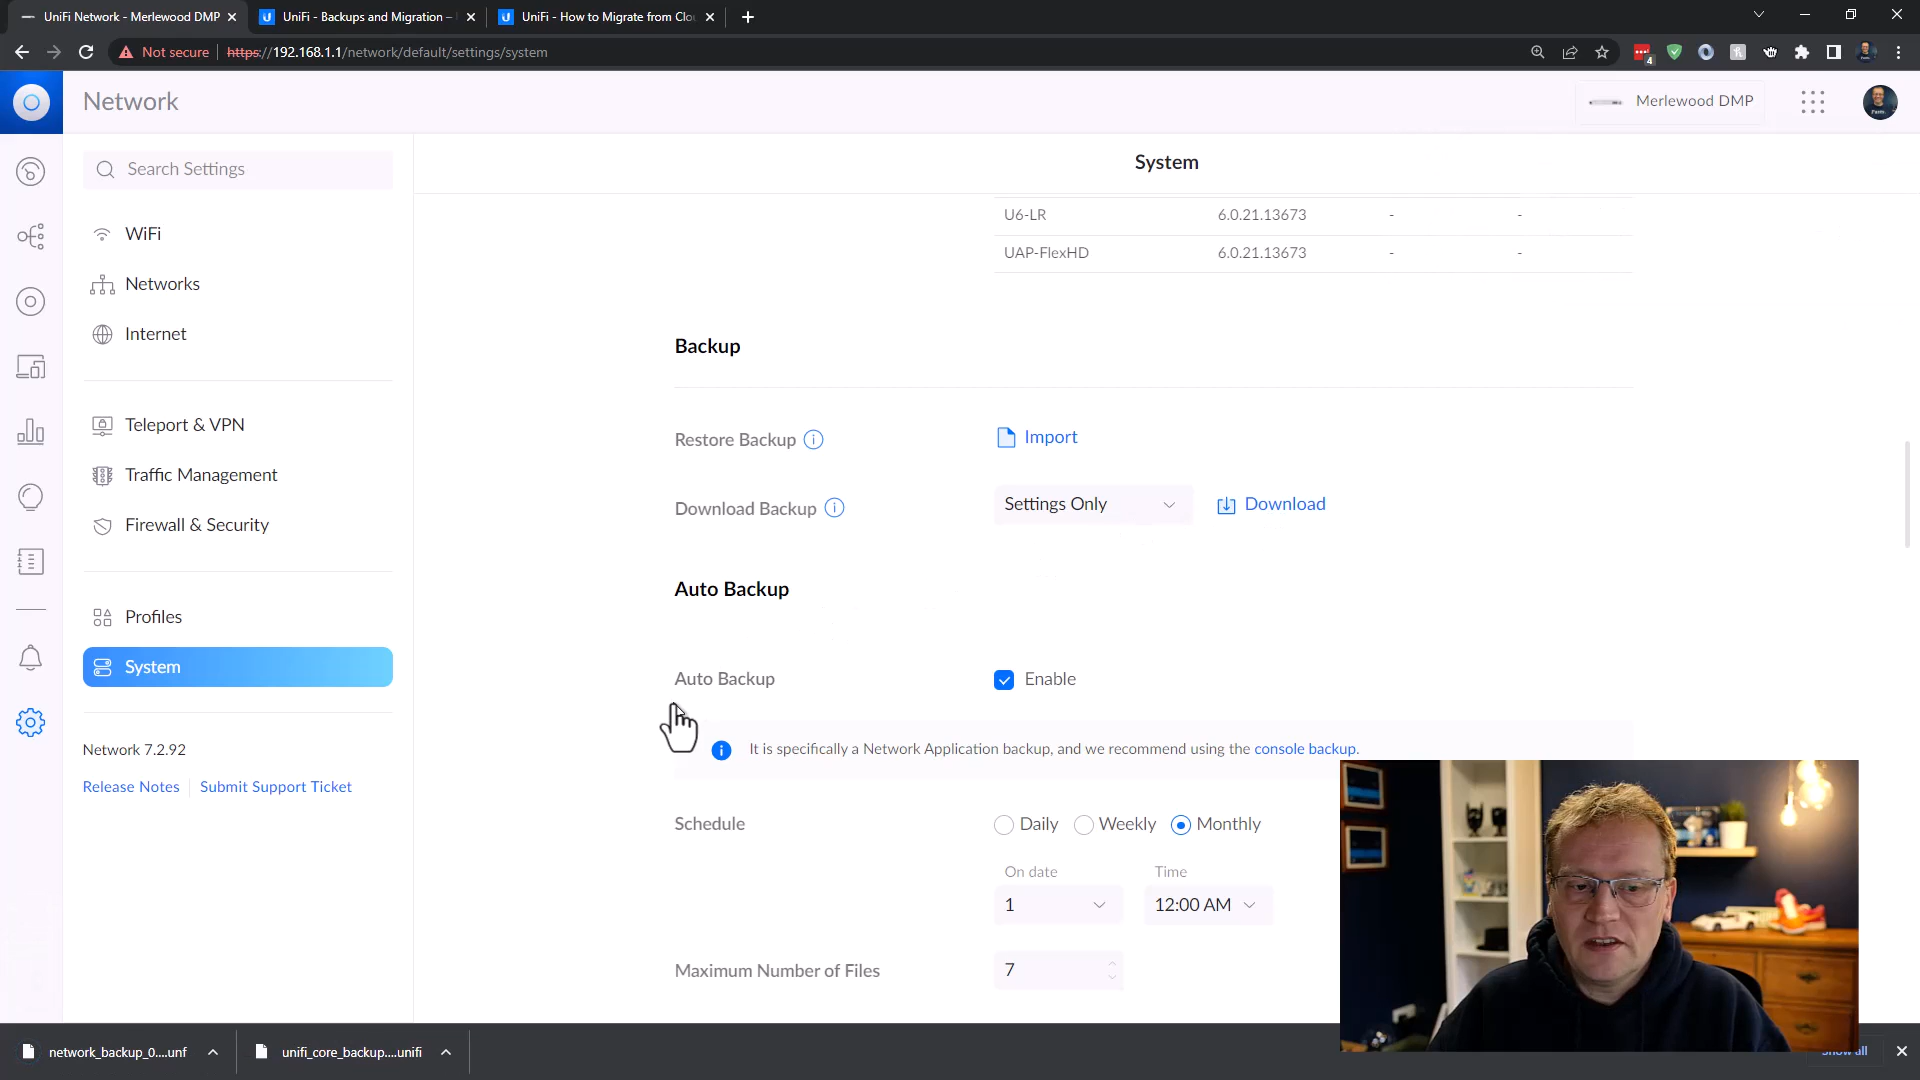 UniFi Network - Merlewood DMP
UniFi - Backups and Migration –
UniFi - How to Migrate from Clo
Not secure
https://192.168.1.1/network/default/settings/system
4
Network
Merlewood DMP
Search Settings
System
WiFi
Networks
Internet
Teleport & VPN
Traffic Management
Firewall & Security
Profiles
System
Network 7.2.92
Release Notes
Submit Support Ticket
U6-LR 6.0.21.13673 - -
UAP-FlexHD 6.0.21.13673 - -
Backup
Restore Backup
Import
Download Backup
Settings Only
Download
Auto Backup
Auto Backup
Enable
It is specifically a Network Application backup, and we recommend using the console backup.
Schedule
Daily
Weekly
Monthly
On date
Time
1
12:00 AM
Maximum Number of Files
7
network_backup_0....unf
unifi_core_backup....unifi
Show all